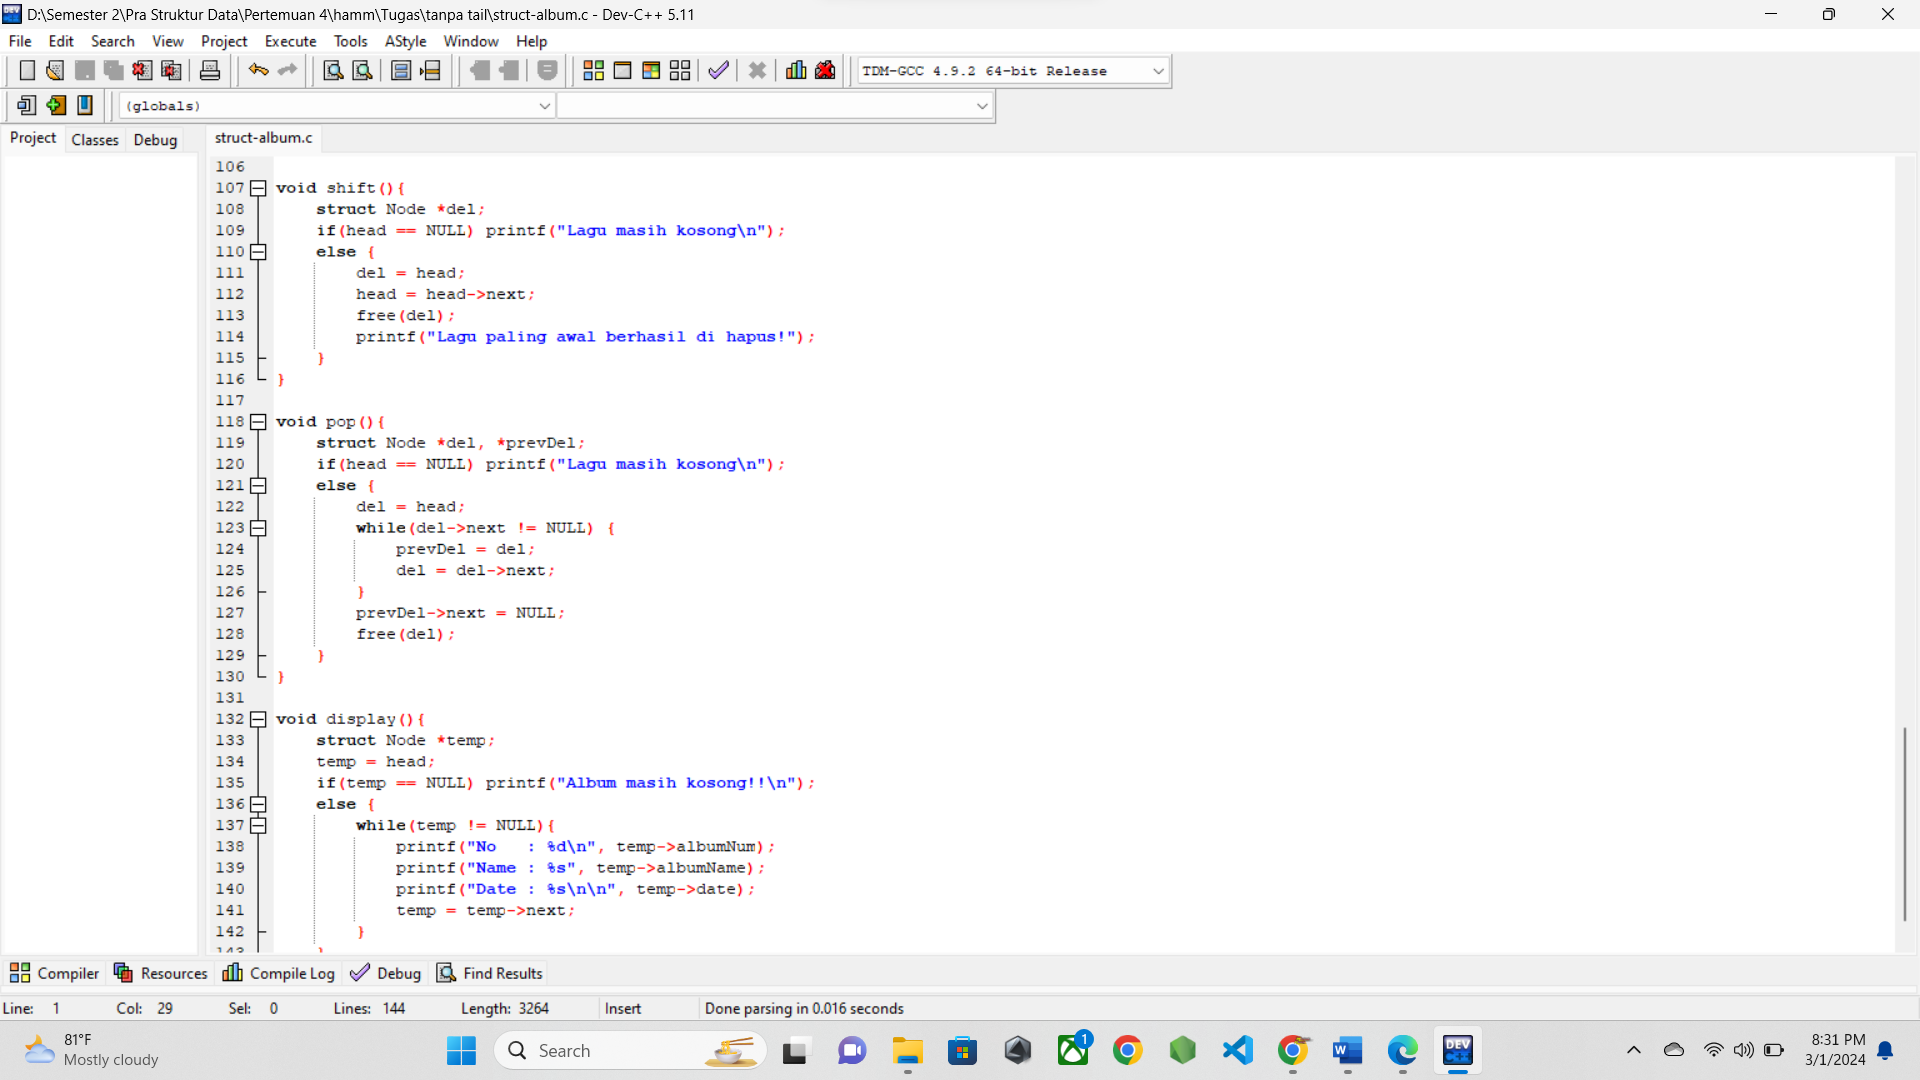 D:\Semester 2\Pra Struktur Data\Pertemuan 4\hamm\Tugas\tanpa tail\struct-album.c - Dev-C++ 5.11
File Edit Search View Project Execute Tools AStyle Window Help
TDM-GCC 4.9.2 64-bit Release
(globals)
Project Classes Debug struct-album.c
106
107 void shift(){
108 struct Node *del;
109 if(head == NULL) printf("Lagu masih kosong\n");
110 else {
111 del = head;
112 head = head->next;
113 free(del);
114 printf("Lagu paling awal berhasil di hapus!");
115 }
116 }
117
118 void pop(){
119 struct Node *del, *prevDel;
120 if(head == NULL) printf("Lagu masih kosong\n");
121 else {
122 del = head;
123 while(del->next != NULL) {
124 prevDel = del;
125 del = del->next;
126 }
127 prevDel->next = NULL;
128 free(del);
129 }
130 }
131
132 void display(){
133 struct Node *temp;
134 temp = head;
135 if(temp == NULL) printf("Album masih kosong!!\n");
136 else {
137 while(temp != NULL){
138 printf("No   : %d\n", temp->albumNum);
139 printf("Name : %s", temp->albumName);
140 printf("Date : %s\n\n", temp->date);
141 temp = temp->next;
142 }
143 }
Compiler Resources Compile Log Debug Find Results
Line: 1 Col: 29 Sel: 0 Lines: 144 Length: 3264 Insert Done parsing in 0.016 seconds
81°F
Mostly cloudy
Search
1
W
DEV
C++
8:31 PM
3/1/2024